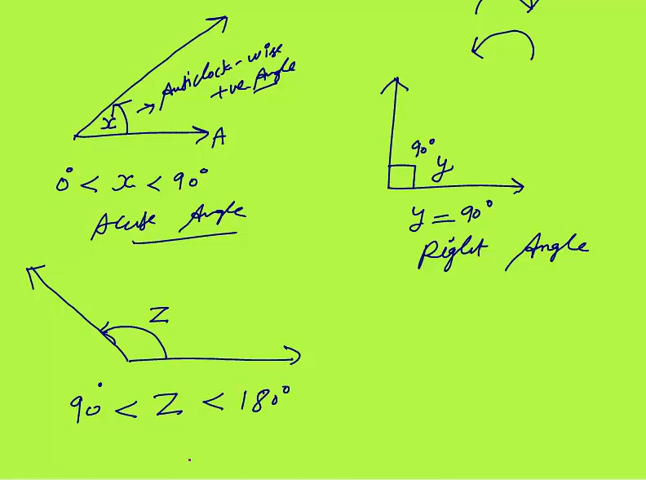 Anticlock-wise
+ve Angle
x
A
0° < x < 90°
Acute Angle
90°
y
y = 90°
Right Angle
Z
90° < Z < 180°